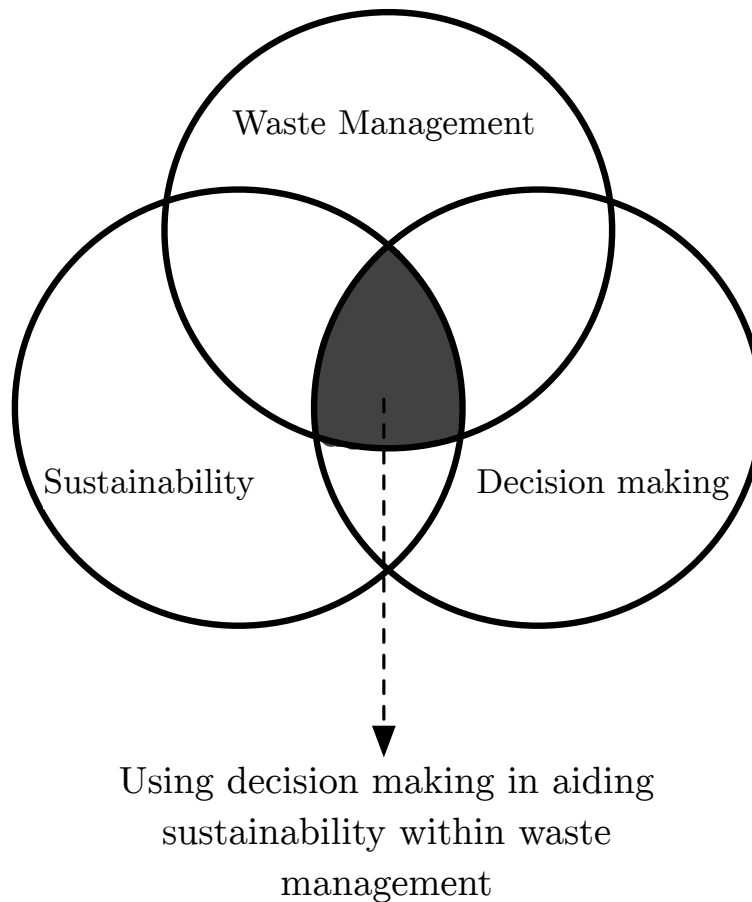 Waste Management
Sustainability
Decision making
Using decision making in aiding
sustainability within waste
management